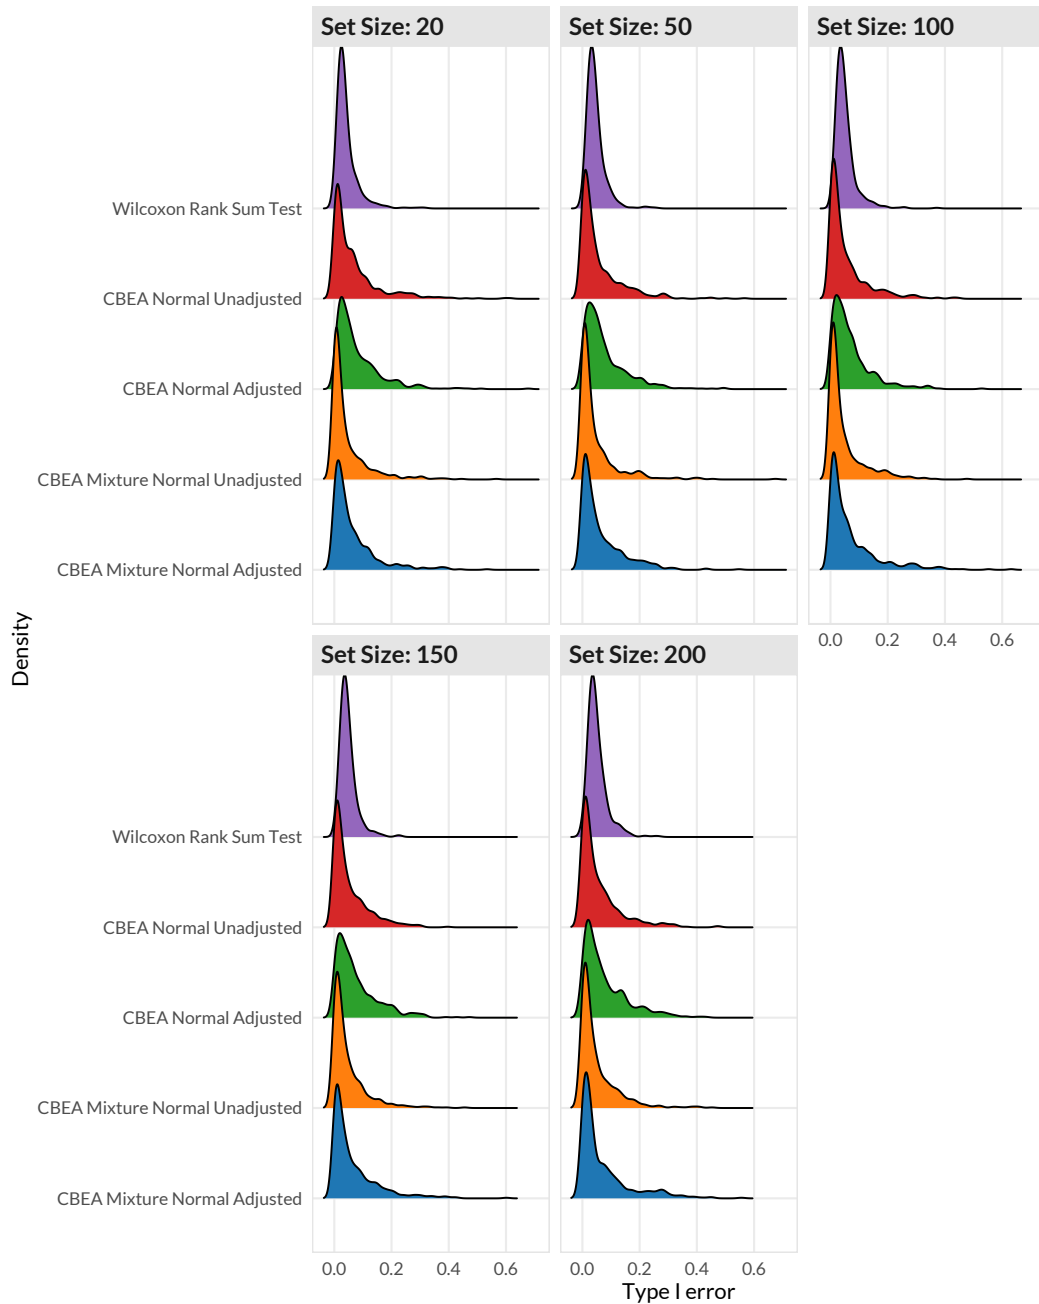 Set Size: 20
Set Size: 50
Set Size: 100
Wilcoxon Rank Sum Test
CBEA Normal Unadjusted
CBEA Normal Adjusted
CBEA Mixture Normal Unadjusted
CBEA Mixture Normal Adjusted
0.0 0.2 0.4 0.6
Density
Set Size: 150
Set Size: 200
Wilcoxon Rank Sum Test
CBEA Normal Unadjusted
CBEA Normal Adjusted
CBEA Mixture Normal Unadjusted
CBEA Mixture Normal Adjusted
0.0 0.2 0.4 0.6
0.0 0.2 0.4 0.6
Type I error